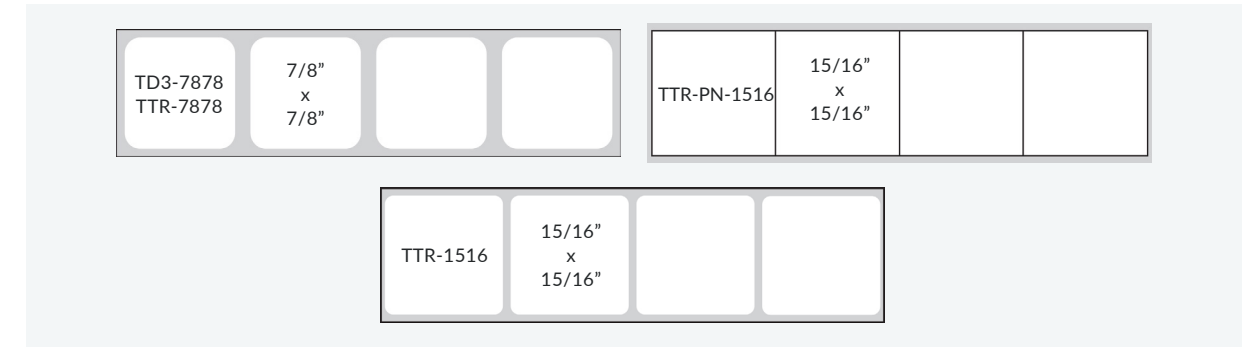 TD3-7878
TTR-7878
7/8”
x
7/8”
TTR-PN-1516
15/16”
x
15/16”
TTR-1516
15/16”
x
15/16”